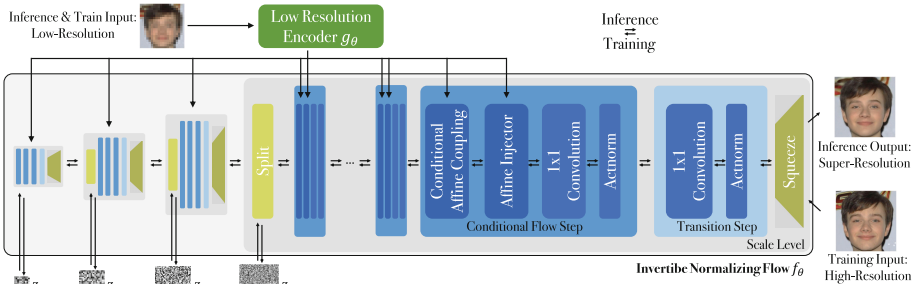 Inference & Train Input:
Low-Resolution
Low Resolution
Encoder gθ
Inference
Training
Split
...
Conditional
Affine Coupling
Affine Injector
1x1
Convolution
Actnorm
Conditional Flow Step
1x1
Convolution
Actnorm
Transition Step
Squeeze
Scale Level
Invertibe Normalizing Flow fθ
Inference Output:
Super-Resolution
Training Input:
High-Resolution